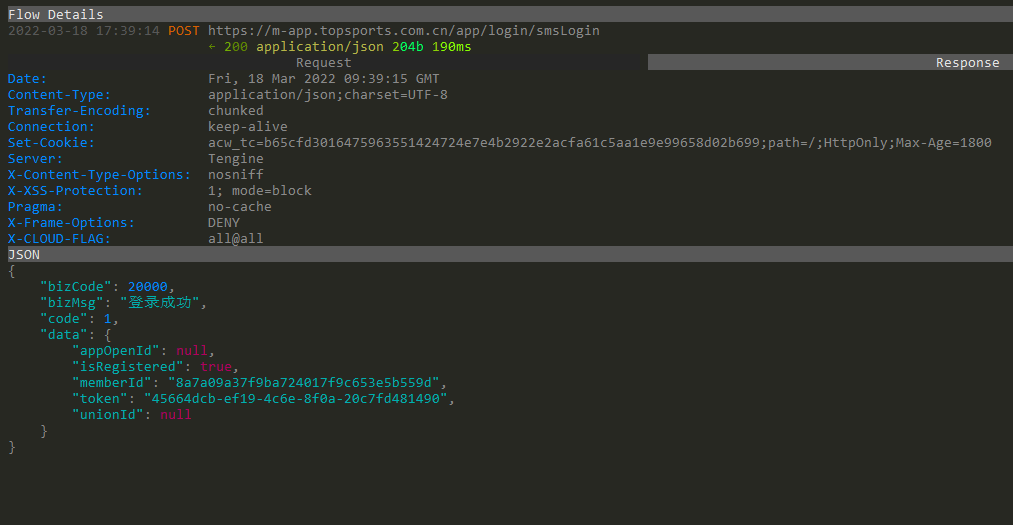 Flow Details
2022-03-18 17:39:14 POST https://m-app.topsports.com.cn/app/login/smsLogin
← 200 application/json 204b 190ms
Request Response
Date: Fri, 18 Mar 2022 09:39:15 GMT
Content-Type: application/json;charset=UTF-8
Transfer-Encoding: chunked
Connection: keep-alive
Set-Cookie: acw_tc=b65cfd3016475963551424724e7e4b2922e2acfa61c5aa1e9e99658d02b699;path=/;HttpOnly;Max-Age=1800
Server: Tengine
X-Content-Type-Options: nosniff
X-XSS-Protection: 1; mode=block
Pragma: no-cache
X-Frame-Options: DENY
X-CLOUD-FLAG: all@all
JSON
{
    "bizCode": 20000,
    "bizMsg": "登录成功",
    "code": 1,
    "data": {
        "appOpenId": null,
        "isRegistered": true,
        "memberId": "8a7a09a37f9ba724017f9c653e5b559d",
        "token": "45664dcb-ef19-4c6e-8f0a-20c7fd481490",
        "unionId": null
    }
}